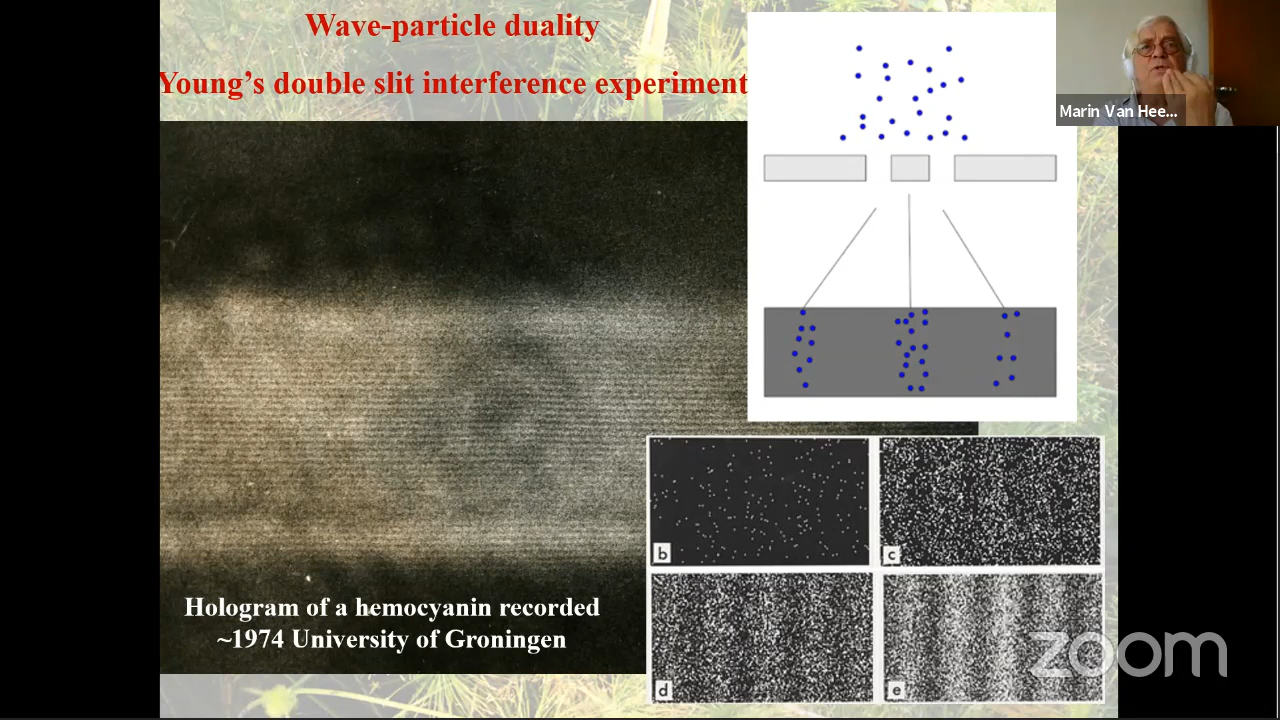 Wave-particle duality
Young's double slit interference experiment
Marin Van Hee...
Hologram of a hemocyanin recorded
~1974 University of Groningen
b
c
d
e
zoom